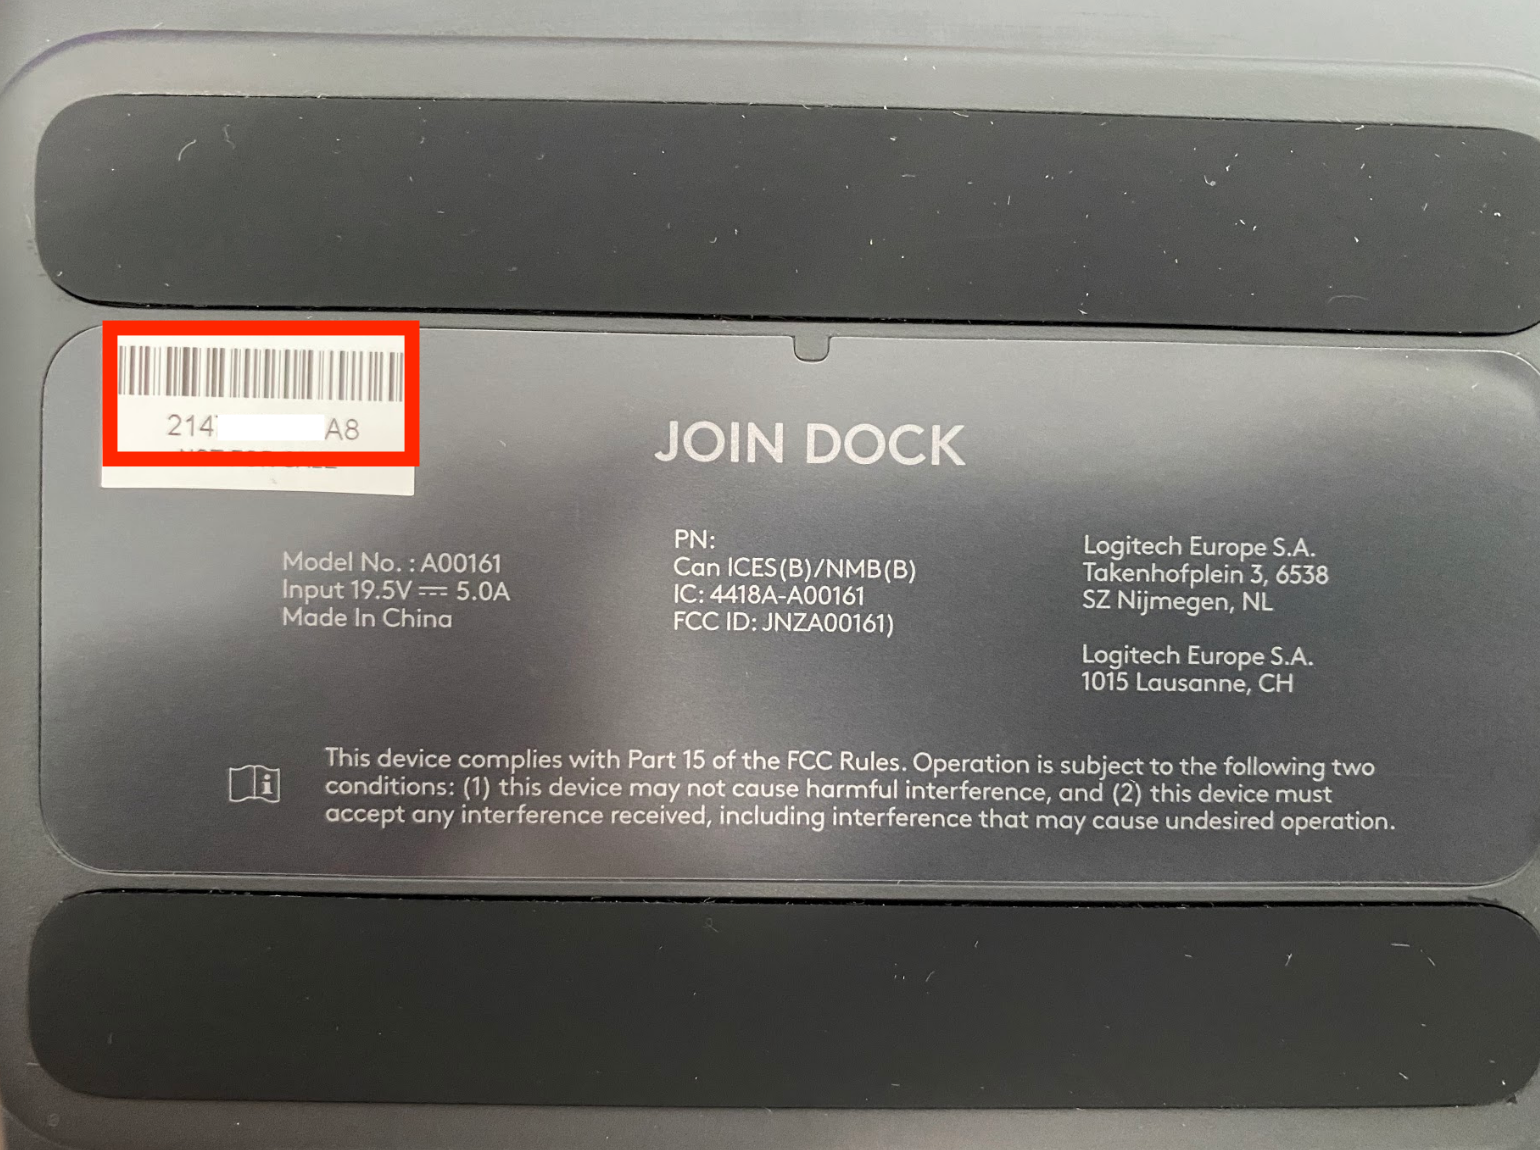 214
A8
JOIN DOCK
Model No. : A00161
Input 19.5V ⎓ 5.0A
Made In China
PN:
Can ICES(B)/NMB(B)
IC: 4418A-A00161
FCC ID: JNZA00161)
Logitech Europe S.A.
Takenhofplein 3, 6538
SZ Nijmegen, NL
Logitech Europe S.A.
1015 Lausanne, CH
This device complies with Part 15 of the FCC Rules. Operation is subject to the following two
conditions: (1) this device may not cause harmful interference, and (2) this device must
accept any interference received, including interference that may cause undesired operation.